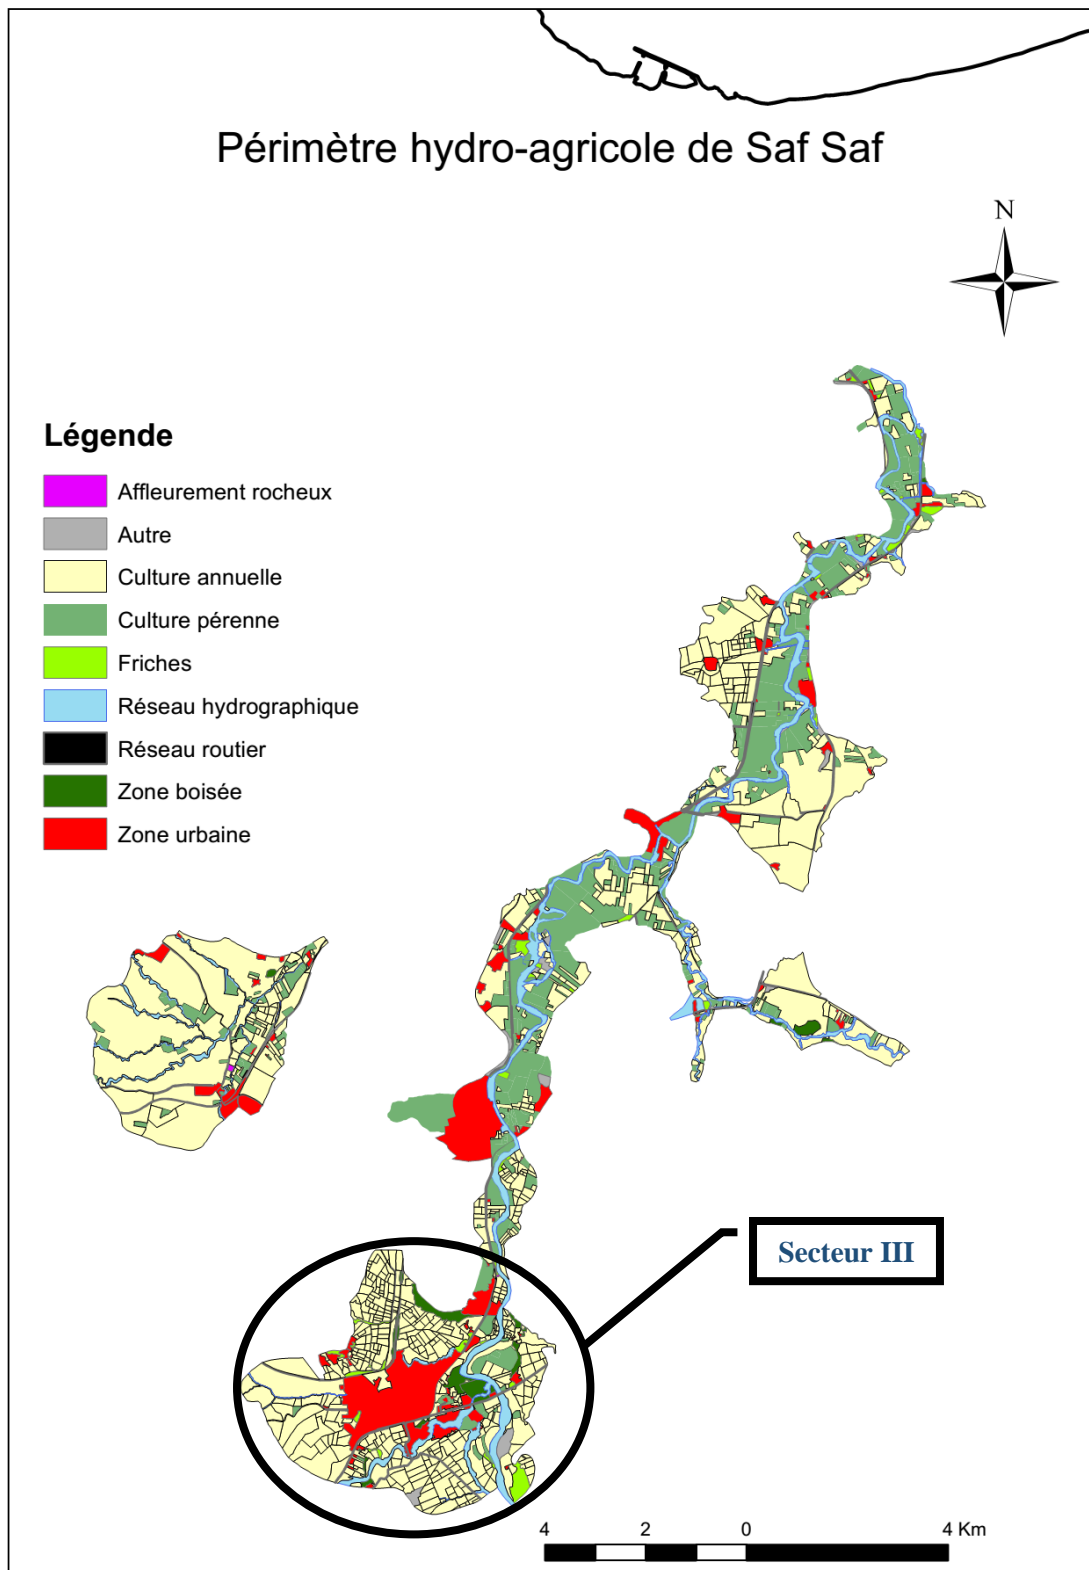 Périmètre hydro-agricole de Saf Saf
N
Légende
Affleurement rocheux
Autre
Culture annuelle
Culture pérenne
Friches
Réseau hydrographique
Réseau routier
Zone boisée
Zone urbaine
Secteur III
4 2 0 4 Km